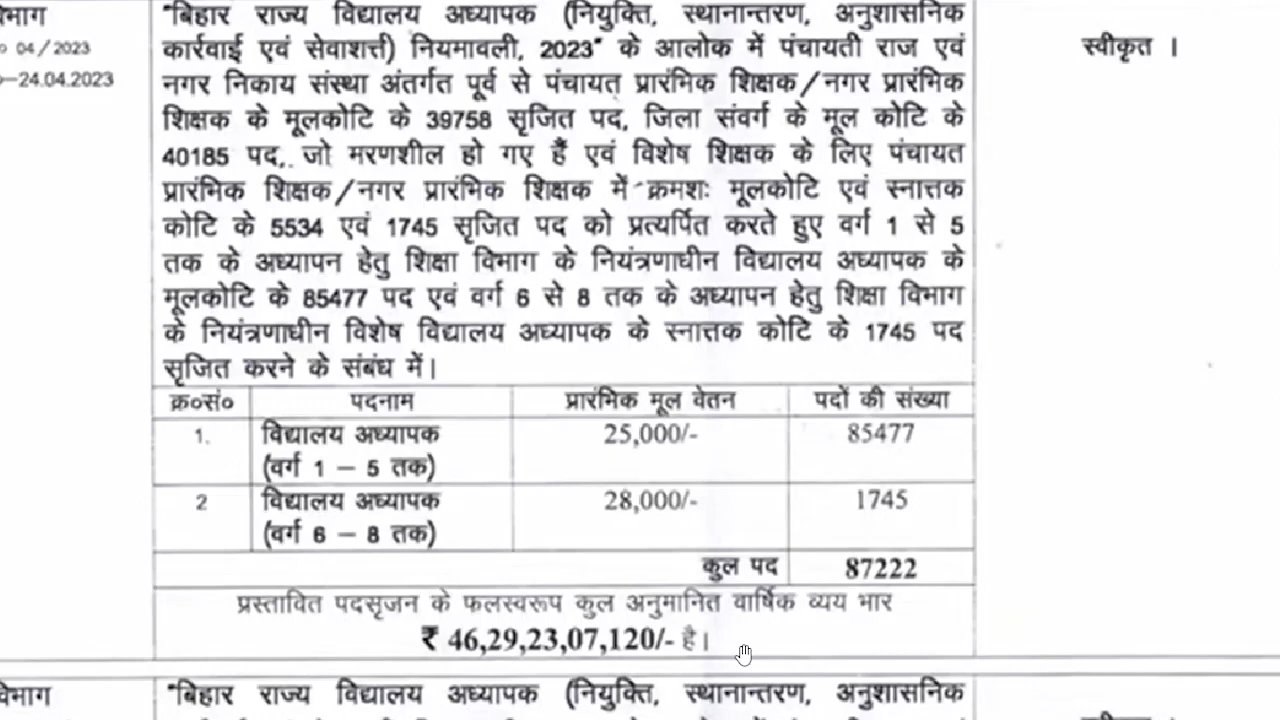 "बिहार राज्य विद्यालय अध्यापक (नियुक्ति, स्थानान्तरण, अनुशासनिक
कार्रवाई एवं सेवाशर्त्त) नियमावली, 2023" के आलोक में पंचायती राज एवं
नगर निकाय संस्था अंतर्गत पूर्व से पंचायत प्रारंभिक शिक्षक/नगर प्रारंभिक
शिक्षक के मूलकोटि के 39758 सृजित पद, जिला संवर्ग के मूल कोटि के
40185 पद, जो मरणशील हो गए हैं एवं विशेष शिक्षक के लिए पंचायत
प्रारंभिक शिक्षक/नगर प्रारंभिक शिक्षक में क्रमशः मूलकोटि एवं स्नात्तक
कोटि के 5534 एवं 1745 सृजित पद को प्रत्यर्पित करते हुए वर्ग 1 से 5
तक के अध्यापन हेतु शिक्षा विभाग के नियंत्रणाधीन विद्यालय अध्यापक के
मूलकोटि के 85477 पद एवं वर्ग 6 से 8 तक के अध्यापन हेतु शिक्षा विभाग
के नियंत्रणाधीन विशेष विद्यालय अध्यापक के स्नात्तक कोटि के 1745 पद
सृजित करने के संबंध में।
04/2023
–24.04.2023
स्वीकृत ।
क्र०सं० पदनाम प्रारंभिक मूल वेतन पदों की संख्या
1. विद्यालय अध्यापक 25,000/- 85477
(वर्ग 1 – 5 तक)
2 विद्यालय अध्यापक 28,000/- 1745
(वर्ग 6 – 8 तक)
कुल पद 87222
प्रस्तावित पदसृजन के फलस्वरूप कुल अनुमानित वार्षिक व्यय भार
₹ 46,29,23,07,120/- है।
"बिहार राज्य विद्यालय अध्यापक (नियुक्ति, स्थानान्तरण, अनुशासनिक